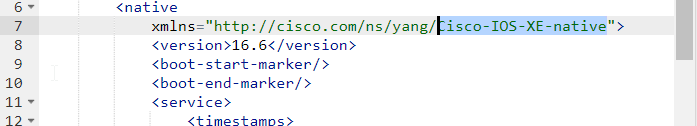 6 <native
7 xmlns="http://cisco.com/ns/yang/Cisco-IOS-XE-native">
8 <version>16.6</version>
9 <boot-start-marker/>
10 <boot-end-marker/>
11 <service>
12 <timestamps>